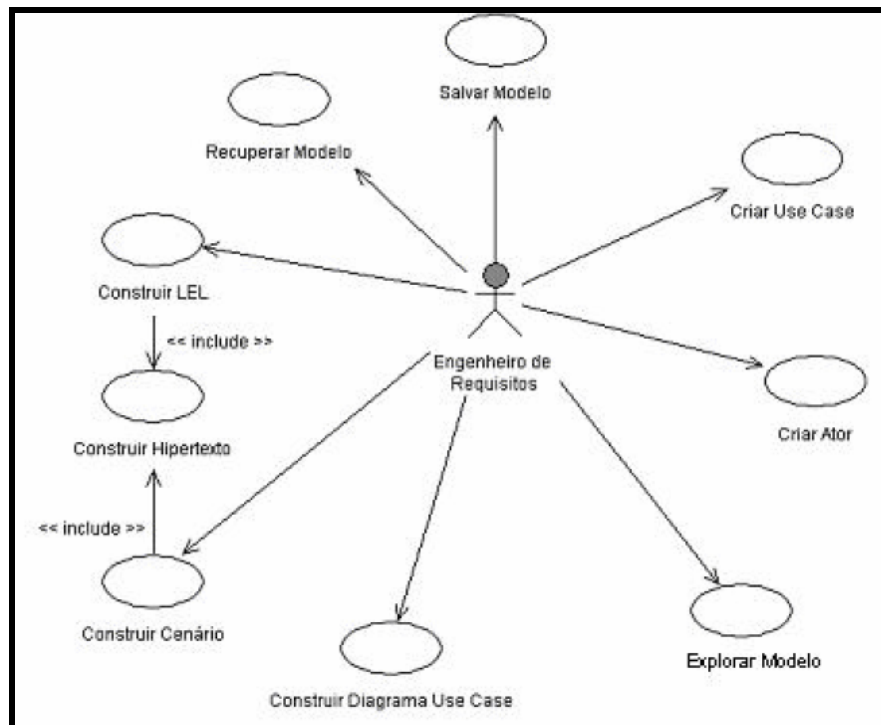 Salvar Modelo
Recuperar Modelo
Criar Use Case
Construir LEL
<< include >>
Engenheiro de
Requisitos
Construir Hipertexto
Criar Ator
<< include >>
Construir Cenário
Explorar Modelo
Construir Diagrama Use Case